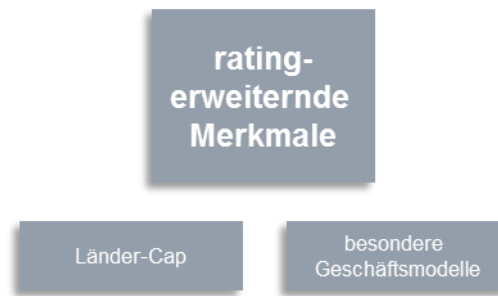 rating-
erweiternde
Merkmale
Länder-Cap
besondere
Geschäftsmodelle